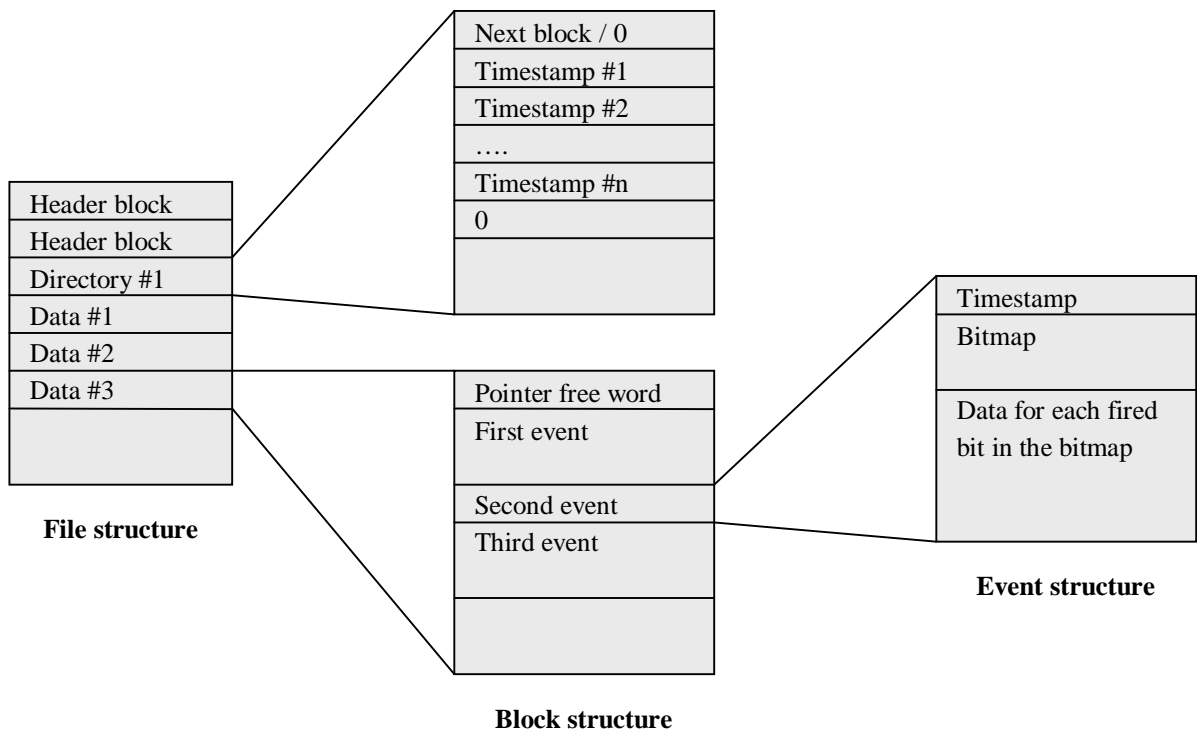 Header block
Header block
Directory #1
Data #1
Data #2
Data #3
File structure
Next block / 0
Timestamp #1
Timestamp #2
….
Timestamp #n
0
Pointer free word
First event
Second event
Third event
Block structure
Timestamp
Bitmap
Data for each fired
bit in the bitmap
Event structure